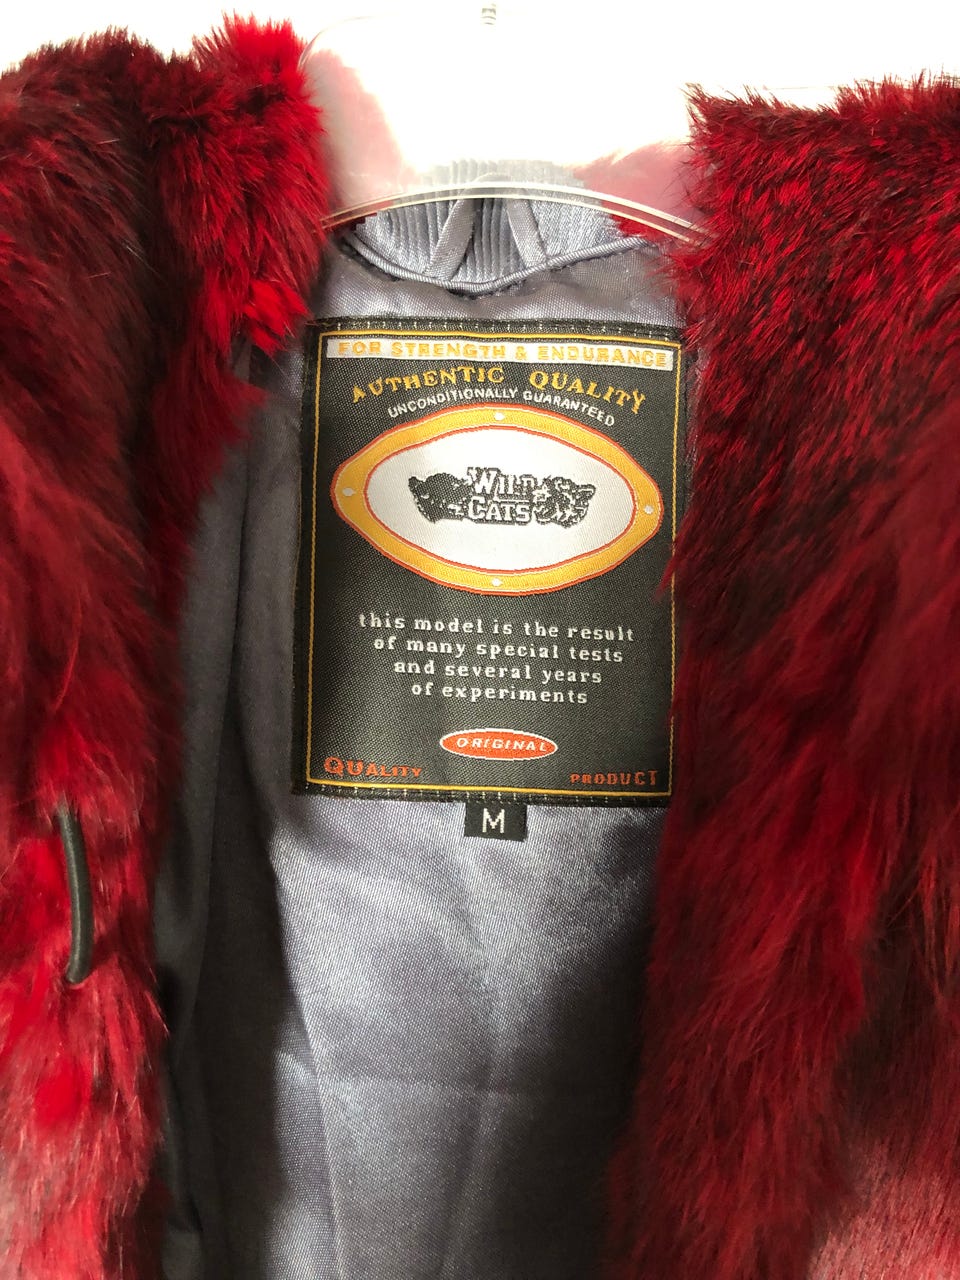 FOR STRENGTH & ENDURANCE
AUTHENTIC QUALITY
UNCONDITIONALLY GUARANTEED
WILD
CATS
this model is the result
of many special tests
and several years
of experiments
ORIGINAL
QUALITY PRODUCT
M